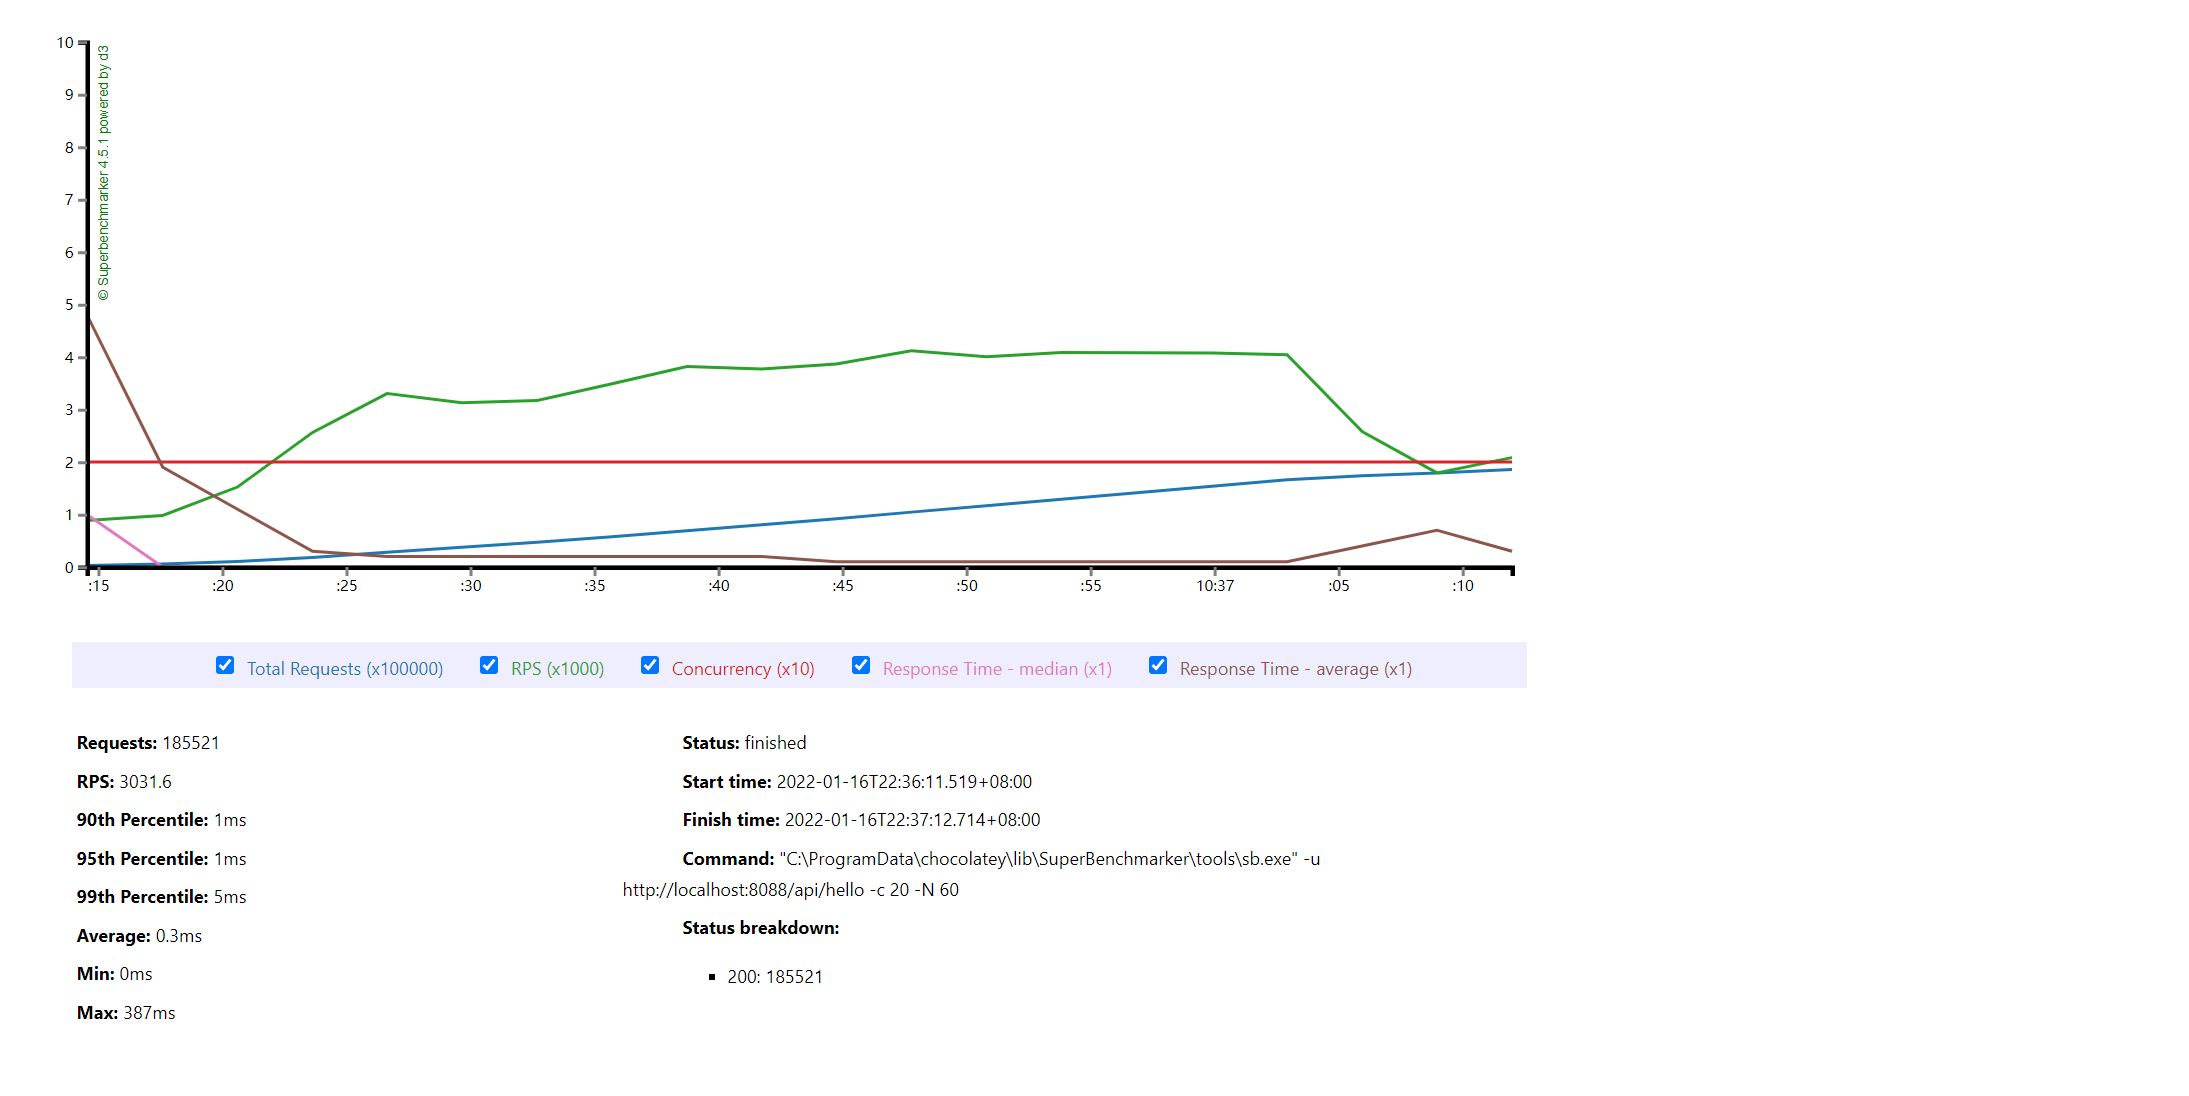 10
9
8
7
6
5
4
3
2
1
0
© Superbenchmarker 4.5.1 powered by d3
:15 :20 :25 :30 :35 :40 :45 :50 :55 10:37 :05 :10
Total Requests (x100000) RPS (x1000) Concurrency (x10) Response Time - median (x1) Response Time - average (x1)
Requests: 185521
RPS: 3031.6
90th Percentile: 1ms
95th Percentile: 1ms
99th Percentile: 5ms
Average: 0.3ms
Min: 0ms
Max: 387ms
Status: finished
Start time: 2022-01-16T22:36:11.519+08:00
Finish time: 2022-01-16T22:37:12.714+08:00
Command: "C:\ProgramData\chocolatey\lib\SuperBenchmarker\tools\sb.exe" -u
http://localhost:8088/api/hello -c 20 -N 60
Status breakdown:
200: 185521